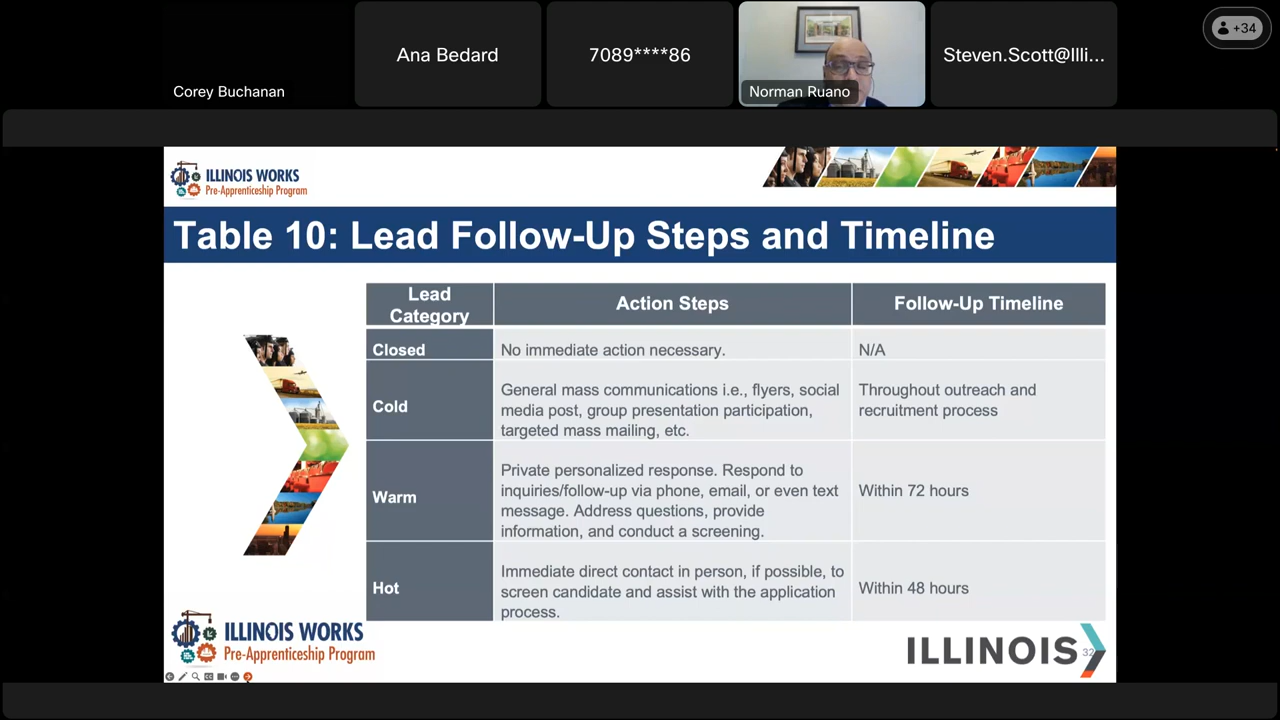 +34
Corey Buchanan
Ana Bedard
7089****86
Norman Ruano
Steven.Scott@Illi...
ILLINOIS WORKS
Pre-Apprenticeship Program
Table 10: Lead Follow-Up Steps and Timeline
Lead
Category
Action Steps
Follow-Up Timeline
Closed
No immediate action necessary.
N/A
Cold
General mass communications i.e., flyers, social
media post, group presentation participation,
targeted mass mailing, etc.
Throughout outreach and
recruitment process
Warm
Private personalized response. Respond to
inquiries/follow-up via phone, email, or even text
message. Address questions, provide
information, and conduct a screening.
Within 72 hours
Hot
Immediate direct contact in person, if possible, to
screen candidate and assist with the application
process.
Within 48 hours
ILLINOIS WORKS
Pre-Apprenticeship Program
ILLINOIS
32